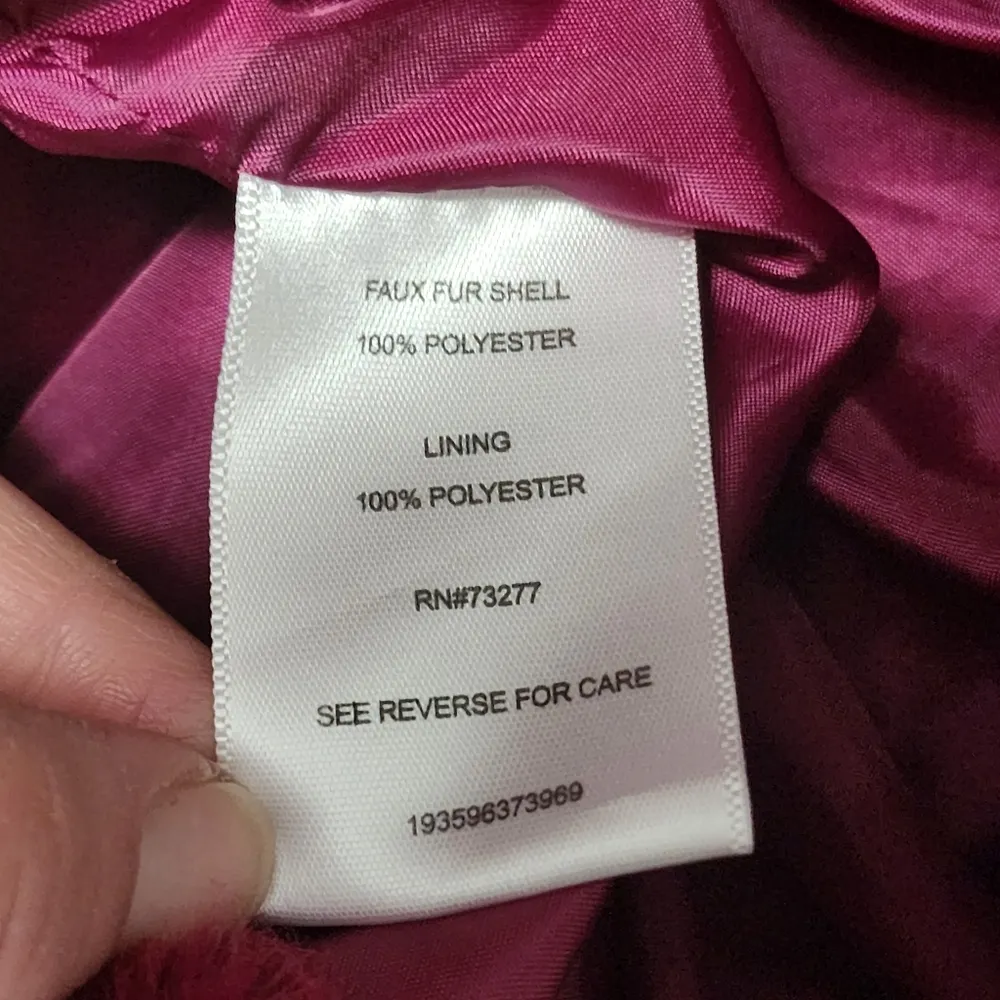 FAUX FUR SHELL
100% POLYESTER
LINING
100% POLYESTER
RN#73277
SEE REVERSE FOR CARE
193596373969